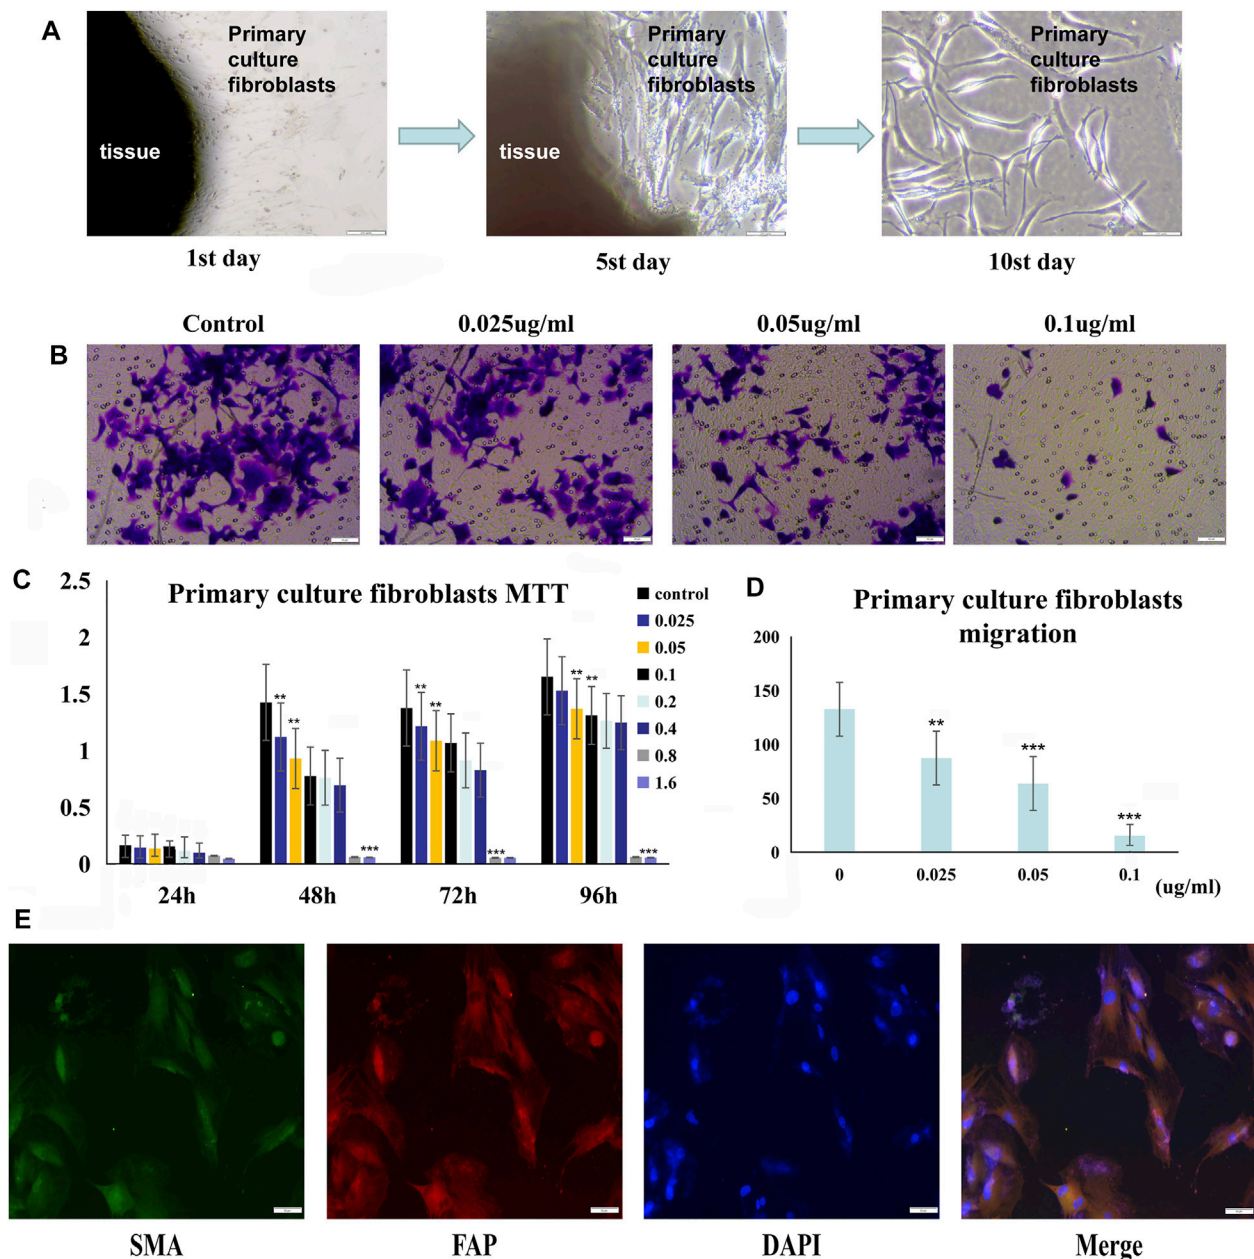 A
Primary
culture
fibroblasts
tissue
1st day
Primary
culture
fibroblasts
tissue
5st day
Primary
culture
fibroblasts
10st day
B
Control
0.025ug/ml
0.05ug/ml
0.1ug/ml
C
Primary culture fibroblasts MTT
2.5
2
1.5
1
0.5
0
** **
***
** **
***
** **
***
24h
48h
72h
96h
control
0.025
0.05
0.1
0.2
0.4
0.8
1.6
D
Primary culture fibroblasts
migration
200
150
100
50
0
**
***
***
0
0.025
0.05
0.1
(ug/ml)
E
SMA
FAP
DAPI
Merge